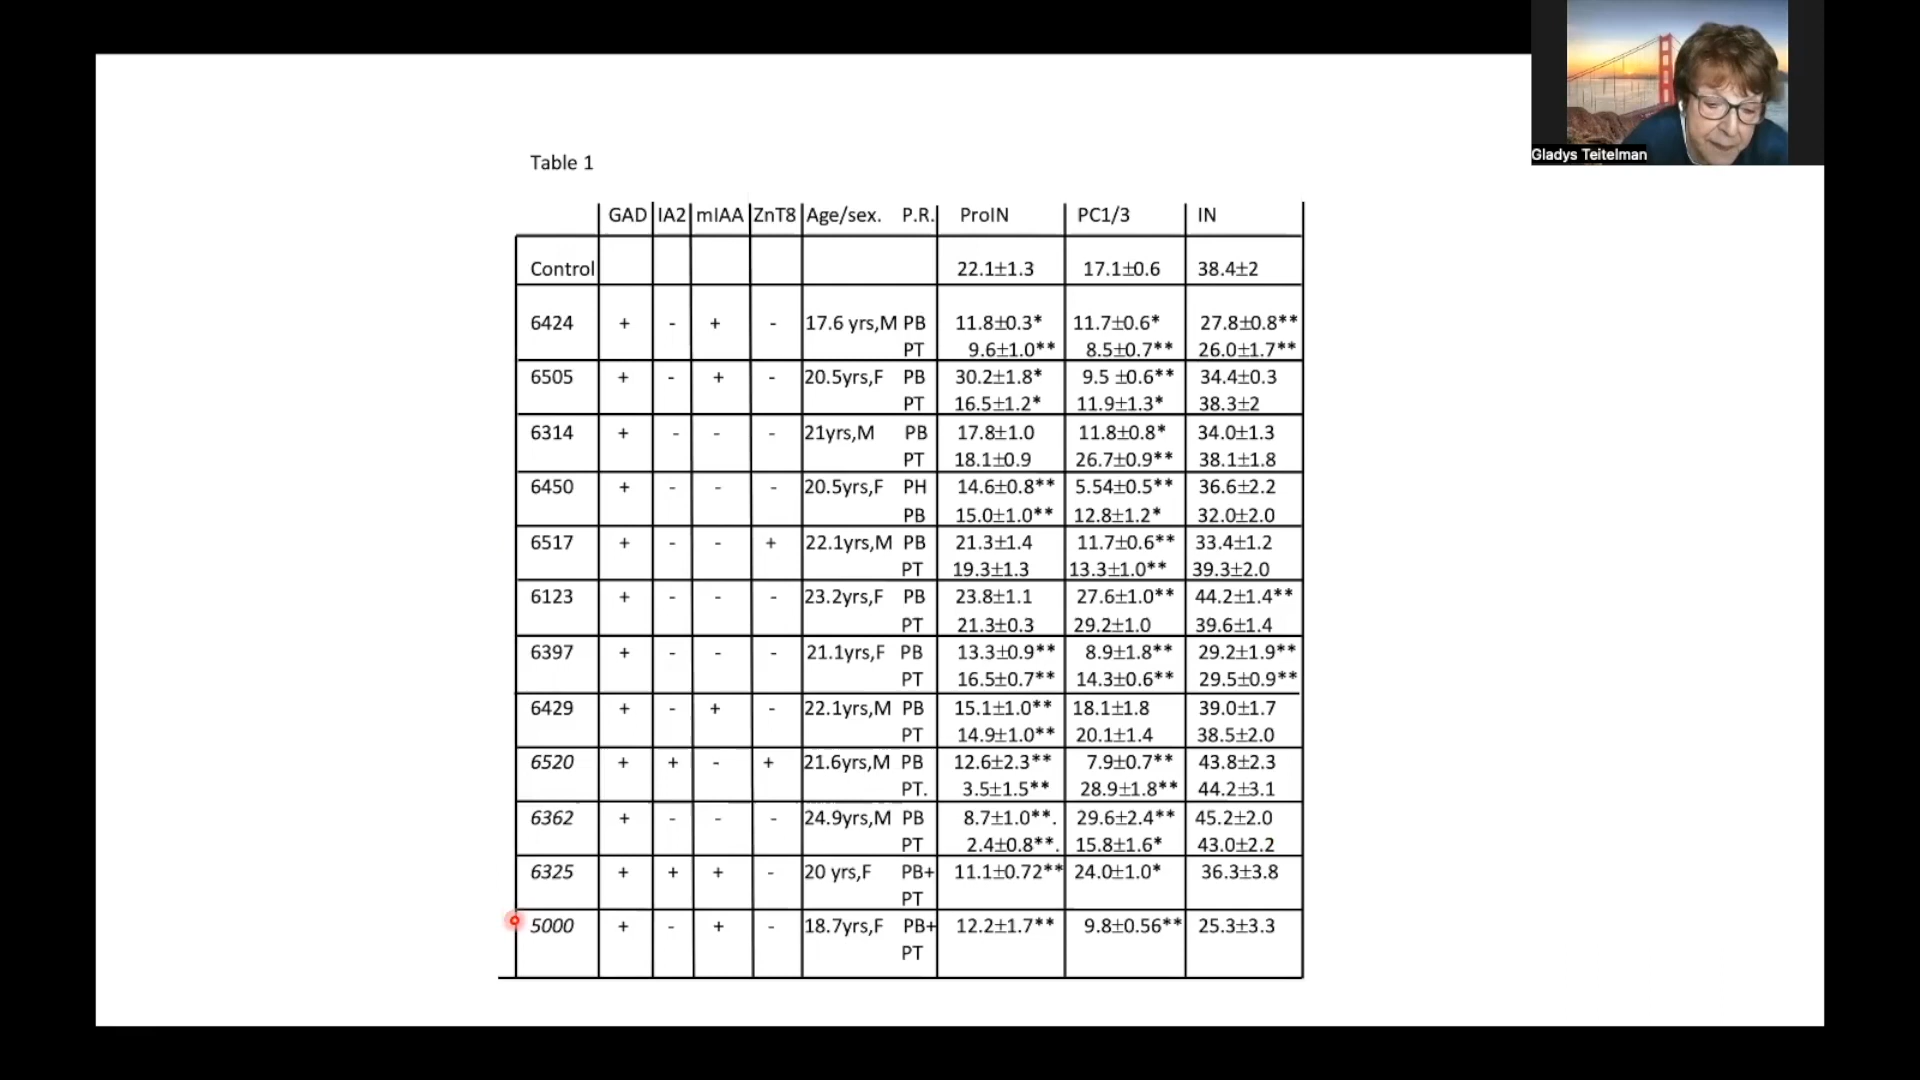 Gladys Teitelman
Table 1
GAD IA2 mIAA ZnT8 Age/sex. P.R. ProIN PC1/3 IN
Control 22.1±1.3 17.1±0.6 38.4±2
6424 + - + - 17.6 yrs,M PB 11.8±0.3* 11.7±0.6* 27.8±0.8**
PT 9.6±1.0** 8.5±0.7** 26.0±1.7**
6505 + - + - 20.5yrs,F PB 30.2±1.8* 9.5 ±0.6** 34.4±0.3
PT 16.5±1.2* 11.9±1.3* 38.3±2
6314 + - - - 21yrs,M PB 17.8±1.0 11.8±0.8* 34.0±1.3
PT 18.1±0.9 26.7±0.9** 38.1±1.8
6450 + - - - 20.5yrs,F PH 14.6±0.8** 5.54±0.5** 36.6±2.2
PB 15.0±1.0** 12.8±1.2* 32.0±2.0
6517 + - - + 22.1yrs,M PB 21.3±1.4 11.7±0.6** 33.4±1.2
PT 19.3±1.3 13.3±1.0** 39.3±2.0
6123 + - - - 23.2yrs,F PB 23.8±1.1 27.6±1.0** 44.2±1.4**
PT 21.3±0.3 29.2±1.0 39.6±1.4
6397 + - - - 21.1yrs,F PB 13.3±0.9** 8.9±1.8** 29.2±1.9**
PT 16.5±0.7** 14.3±0.6** 29.5±0.9**
6429 + - + - 22.1yrs,M PB 15.1±1.0** 18.1±1.8 39.0±1.7
PT 14.9±1.0** 20.1±1.4 38.5±2.0
6520 + + - + 21.6yrs,M PB 12.6±2.3** 7.9±0.7** 43.8±2.3
PT. 3.5±1.5** 28.9±1.8** 44.2±3.1
6362 + - - - 24.9yrs,M PB 8.7±1.0**. 29.6±2.4** 45.2±2.0
PT 2.4±0.8**. 15.8±1.6* 43.0±2.2
6325 + + + - 20 yrs,F PB+ 11.1±0.72** 24.0±1.0* 36.3±3.8
PT
5000 + - + - 18.7yrs,F PB+ 12.2±1.7** 9.8±0.56** 25.3±3.3
PT